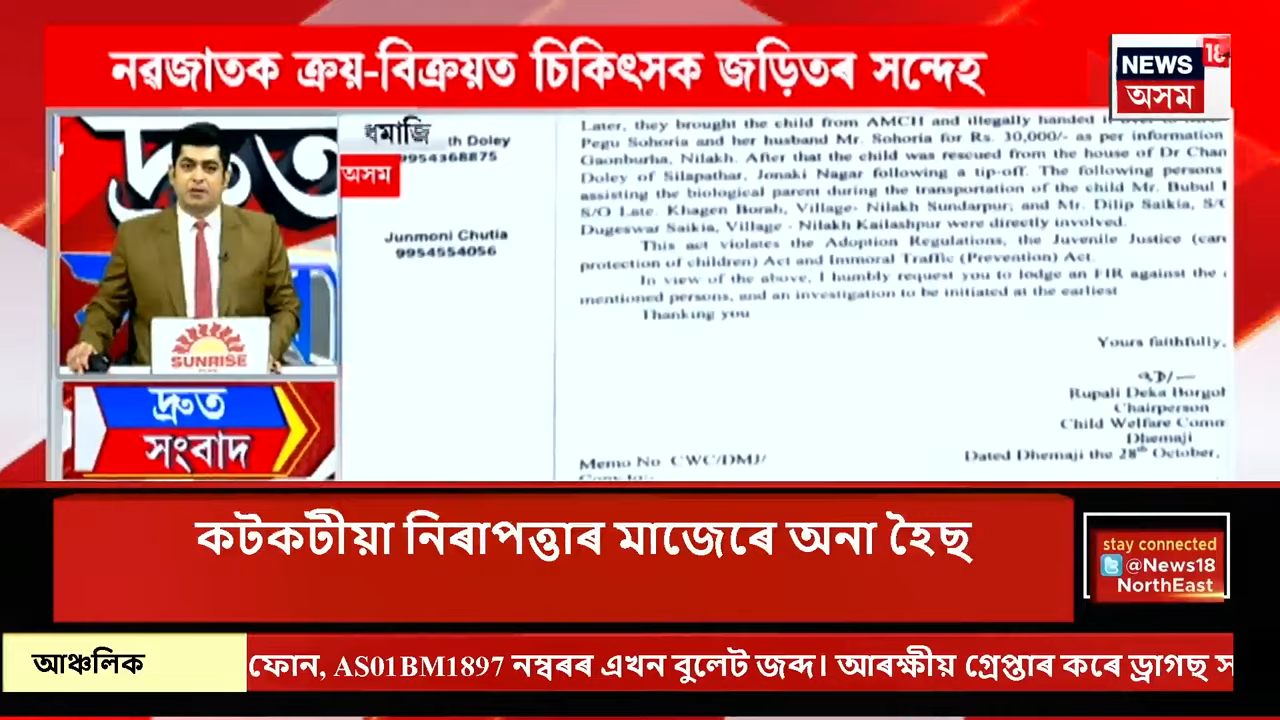 নৱজাতক ক্ৰয়-বিক্ৰয়ত চিকিৎসক জড়িতৰ সন্দেহ
NEWS 18
অসম
দ্ৰুত
ধেমাজি
অসম
th Doley
9954368875
Junmoni Chutia
9954554056
Later, they brought the child from AMCH and illegally handed it over to
Pegu Sohoria and her husband Mr. Sohoria for Rs. 30,000/- as per information
Gaonburha, Nilakh. After that the child was rescued from the house of Dr Chan
Doley of Silapathar, Jonaki Nagar following a tip-off. The following persons
assisting the biological parent during the transportation of the child Mr. Bubul
S/O Late. Khagen Borah, Village- Nilakh Sundarpur; and Mr. Dilip Saikia, S/O
Dugeswar Saikia, Village - Nilakh Kailashpur were directly involved.
This act violates the Adoption Regulations, the Juvenile Justice (care
protection of children) Act and Immoral Traffic (Prevention) Act.
In view of the above, I humbly request you to lodge an FIR against the
mentioned persons, and an investigation to be initiated at the earliest
Thanking you
Yours faithfully,
Rupali Deka Borgoh
Chairperson
Child Welfare Comm
Dhemaji
Dated Dhemaji the 28th October,
Memo No CWC/DMJ/
Copy to:-
SUNRISE
দ্ৰুত
সংবাদ
কটকটীয়া নিৰাপত্তাৰ মাজেৰে অনা হৈছ
stay connected
@News18
NorthEast
আঞ্চলিক
ফোন, AS01BM1897 নম্বৰৰ এখন বুলেট জব্দ। আৰক্ষীয় গ্ৰেপ্তাৰ কৰে ড্ৰাগছ স